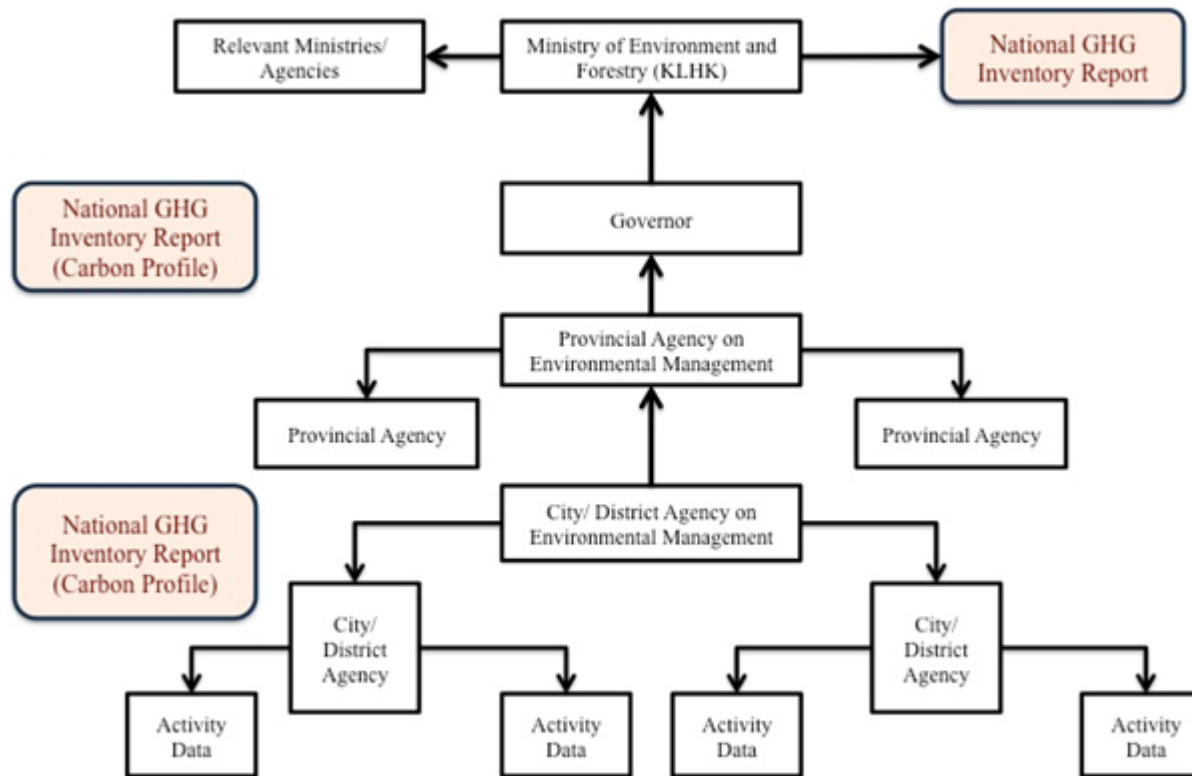 Relevant Ministries/
Agencies
Ministry of Environment and
Forestry (KLHK)
National GHG
Inventory Report
National GHG
Inventory Report
(Carbon Profile)
Governor
Provincial Agency on
Environmental Management
Provincial Agency
Provincial Agency
National GHG
Inventory Report
(Carbon Profile)
City/ District Agency on
Environmental Management
City/
District
Agency
City/
District
Agency
Activity
Data
Activity
Data
Activity
Data
Activity
Data